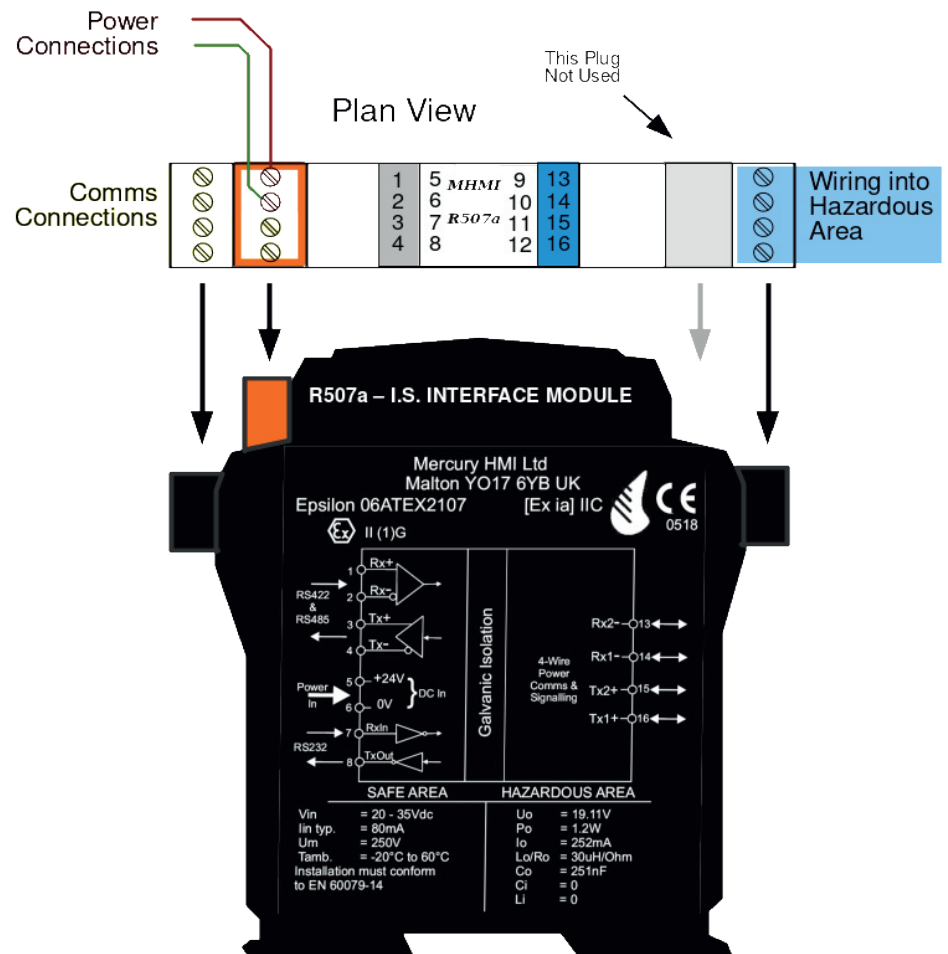 Power
Connections
This Plug
Not Used
Plan View
Comms
Connections
1 5 MHMI 9 13
2 6 10 14
3 7 R507a 11 15
4 8 12 16
Wiring into
Hazardous
Area
R507a – I.S. INTERFACE MODULE
Mercury HMI Ltd
Malton YO17 6YB UK
Epsilon 06ATEX2107 [Ex ia] IIC
CE
0518
Ex II (1)G
1 Rx+
2 Rx-
RS422
&
RS485
3 Tx+
4 Tx-
Power
In
5 +24V
6 0V
DC In
7 RxIn
RS232
8 TxOut
Galvanic Isolation
4-Wire
Power
Comms &
Signalling
Rx2- 13
Rx1- 14
Tx2+ 15
Tx1+ 16
SAFE AREA
Vin = 20 - 35Vdc
Iin typ. = 80mA
Um = 250V
Tamb. = -20°C to 60°C
Installation must conform
to EN 60079-14
HAZARDOUS AREA
Uo = 19.11V
Po = 1.2W
Io = 252mA
Lo/Ro = 30uH/Ohm
Co = 251nF
Ci = 0
Li = 0